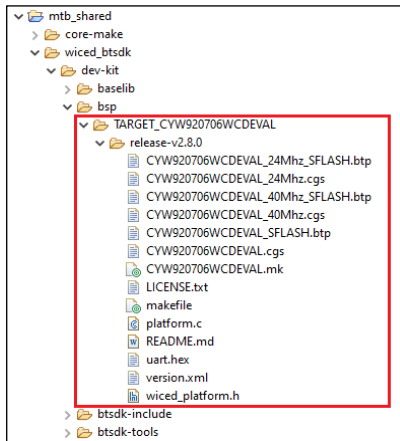 mtb_shared
core-make
wiced_btsdk
dev-kit
baselib
bsp
TARGET_CYW920706WCDEVAL
release-v2.8.0
CYW920706WCDEVAL_24Mhz_SFLASH.btp
CYW920706WCDEVAL_24Mhz.cgs
CYW920706WCDEVAL_40Mhz_SFLASH.btp
CYW920706WCDEVAL_40Mhz.cgs
CYW920706WCDEVAL_SFLASH.btp
CYW920706WCDEVAL.cgs
CYW920706WCDEVAL.mk
LICENSE.txt
makefile
platform.c
README.md
uart.hex
version.xml
wiced_platform.h
btsdk-include
btsdk-tools